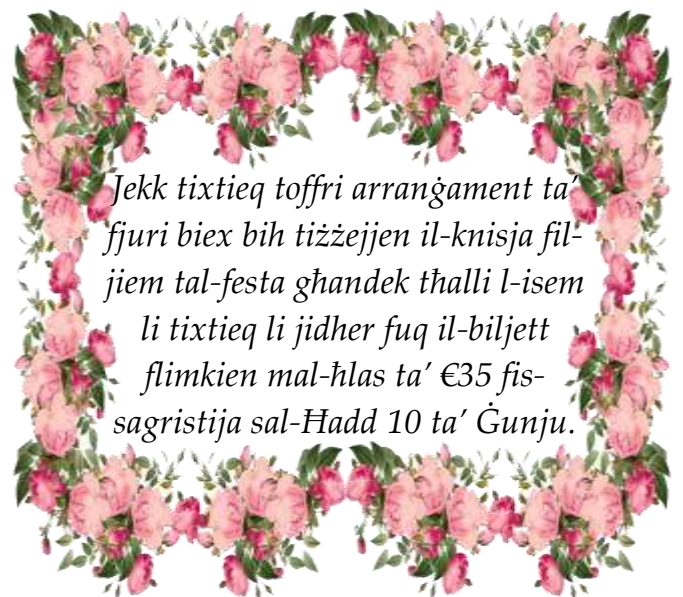 Jekk tixtieq toffri arranġament ta’
fjuri biex bih tiżżejjen il-knisja fil-
jiem tal-festa għandek tħalli l-isem
li tixtieq li jidher fuq il-biljett
flimkien mal-ħlas ta’ €35 fis-
sagristija sal-Ħadd 10 ta’ Ġunju.